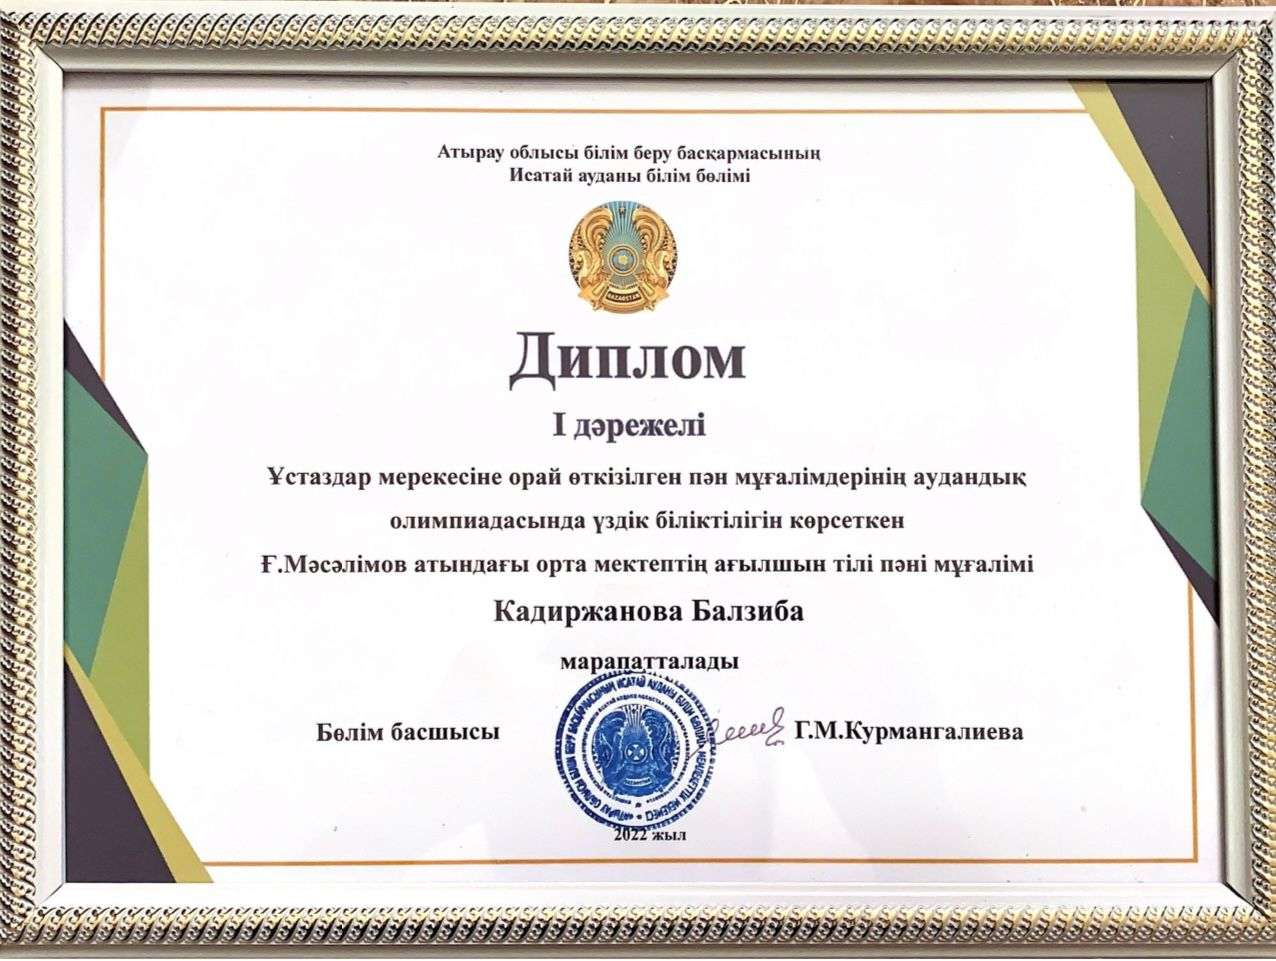 Атырау облысы білім беру басқармасының
Исатай ауданы білім бөлімі
QAZAQSTAN
Диплом
І дәрежелі
Ұстаздар мерекесіне орай өткізілген пән мұғалімдерінің аудандық
олимпиадасында үздік біліктілігін көрсеткен
Ғ.Мәсәлімов атындағы орта мектептің ағылшын тілі пәні мұғалімі
Кадиржанова Балзиба
марапатталады
Бөлім басшысы
Г.М.Курмангалиева
2022 жыл